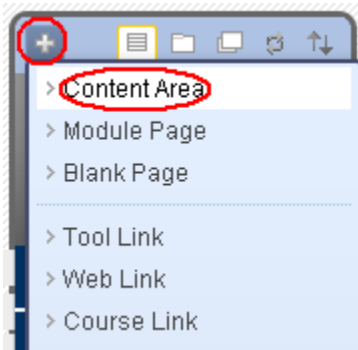 Content Area
Module Page
Blank Page
Tool Link
Web Link
Course Link